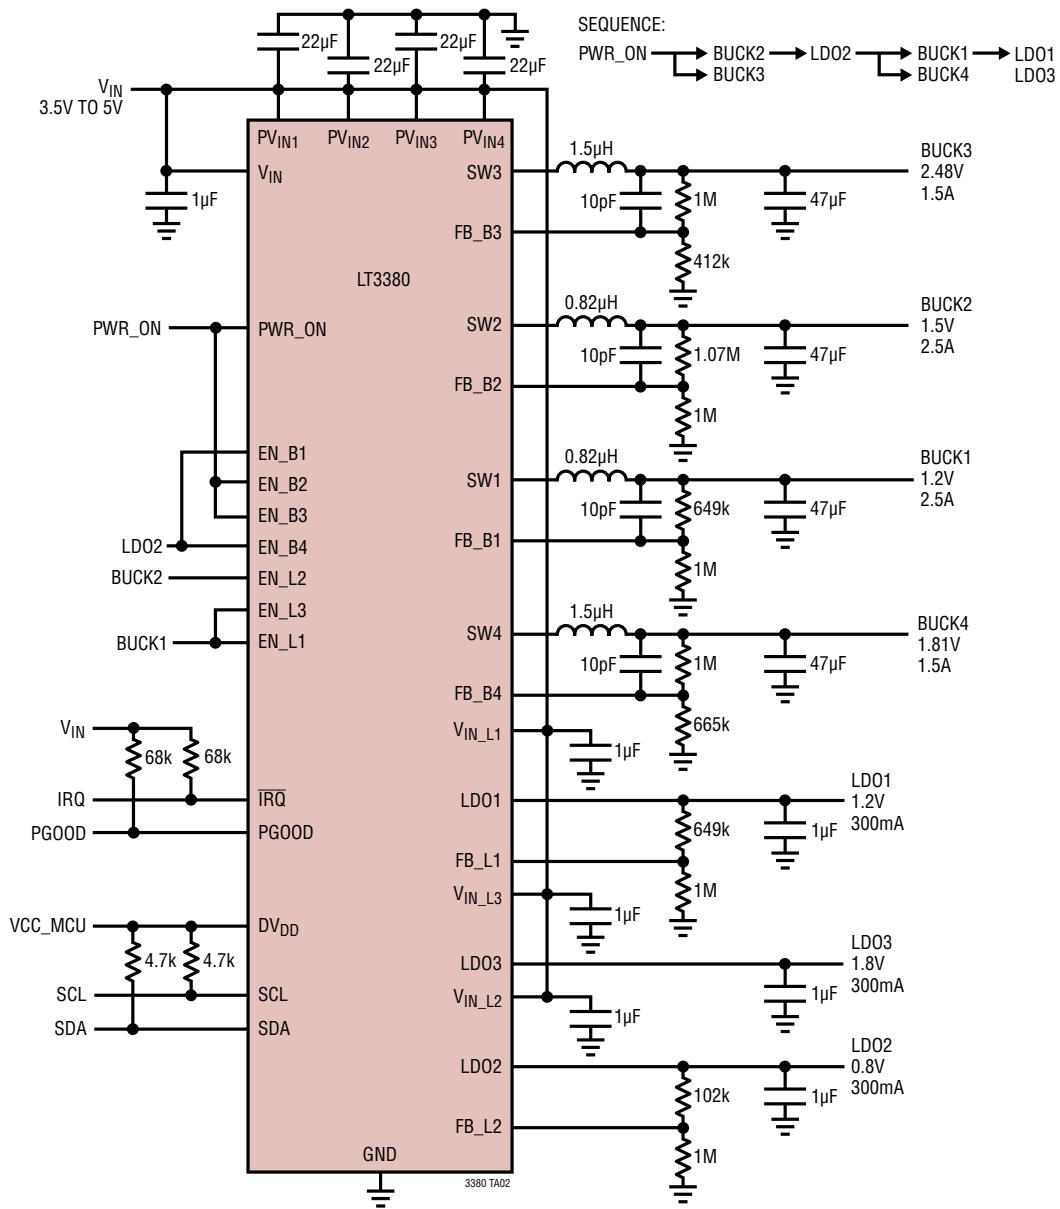 SEQUENCE:
PWR_ON BUCK2 LDO2 BUCK1 LDO1
BUCK3 BUCK4 LDO3
22µF
22µF
22µF
22µF
VIN
3.5V TO 5V
PVIN1 PVIN2 PVIN3 PVIN4
VIN
1µF
SW3
1.5µH
10pF
1M
47µF
BUCK3
2.48V
1.5A
FB_B3
412k
LT3380
PWR_ON
PWR_ON
SW2
0.82µH
10pF
1.07M
47µF
BUCK2
1.5V
2.5A
FB_B2
1M
EN_B1
EN_B2
EN_B3
LDO2
EN_B4
BUCK2
EN_L2
EN_L3
BUCK1
EN_L1
SW1
0.82µH
10pF
649k
47µF
BUCK1
1.2V
2.5A
FB_B1
1M
SW4
1.5µH
10pF
1M
47µF
BUCK4
1.81V
1.5A
FB_B4
665k
VIN
68k
68k
IRQ
IRQ
PGOOD
PGOOD
VIN_L1
1µF
LDO1
649k
1µF
LDO1
1.2V
300mA
FB_L1
1M
VIN_L3
1µF
VCC_MCU
DVDD
4.7k
4.7k
SCL
SCL
SDA
SDA
LDO3
1µF
LDO3
1.8V
300mA
VIN_L2
1µF
LDO2
102k
1µF
LDO2
0.8V
300mA
FB_L2
1M
GND
3380 TA02